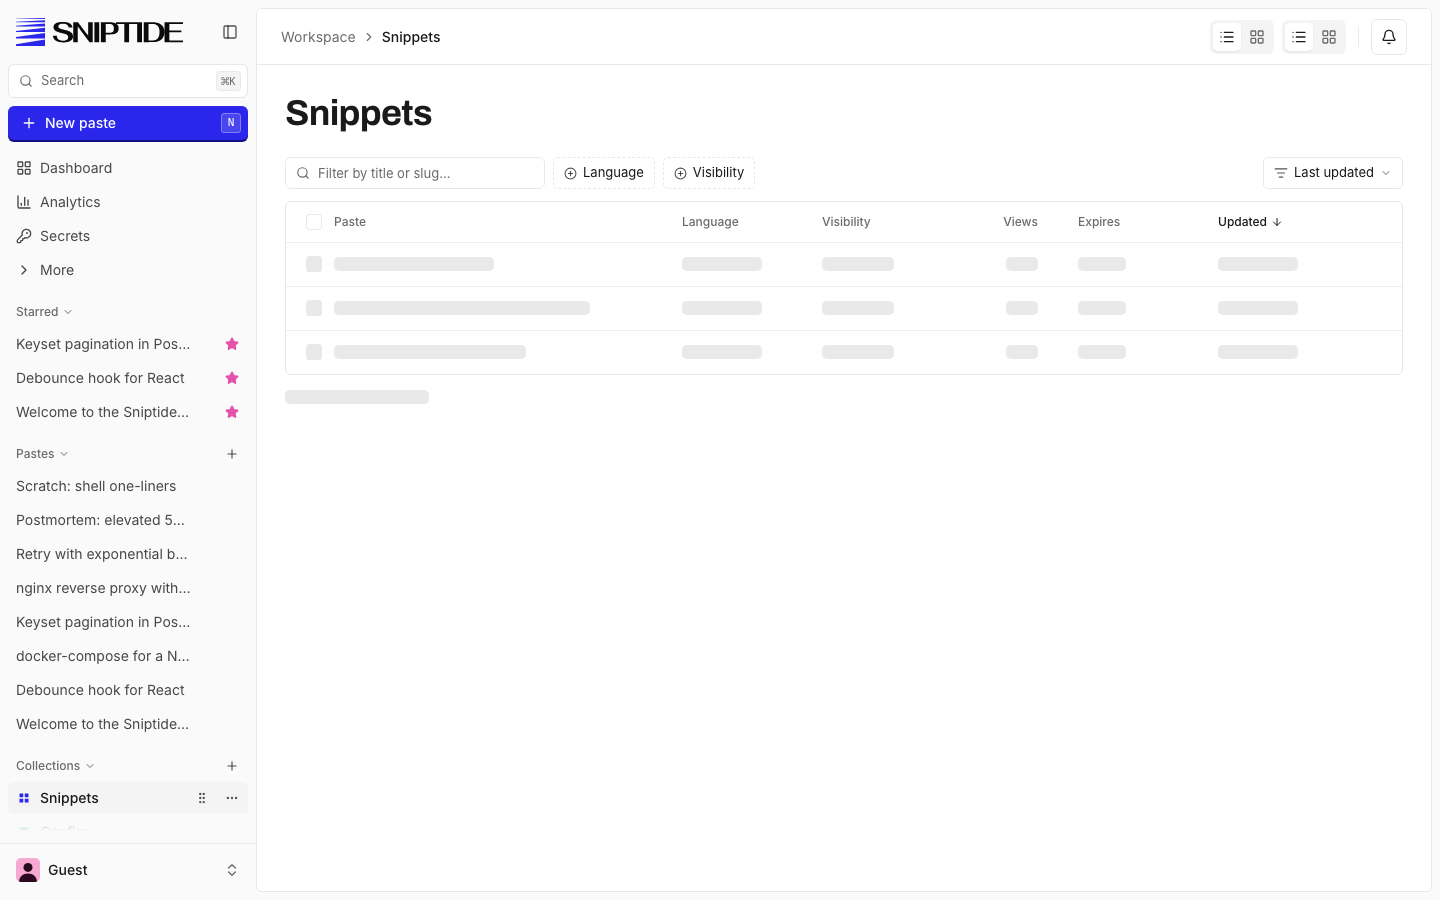 SNIPTIDE
Search
⌘K
New paste
N
Dashboard
Analytics
Secrets
More
Starred
Keyset pagination in Pos...
Debounce hook for React
Welcome to the Sniptide...
Pastes
Scratch: shell one-liners
Postmortem: elevated 5...
Retry with exponential b...
nginx reverse proxy with...
Keyset pagination in Pos...
docker-compose for a N...
Debounce hook for React
Welcome to the Sniptide...
Collections
Snippets
Guest
Workspace
Snippets
Snippets
Filter by title or slug...
Language
Visibility
Last updated
Paste
Language
Visibility
Views
Expires
Updated